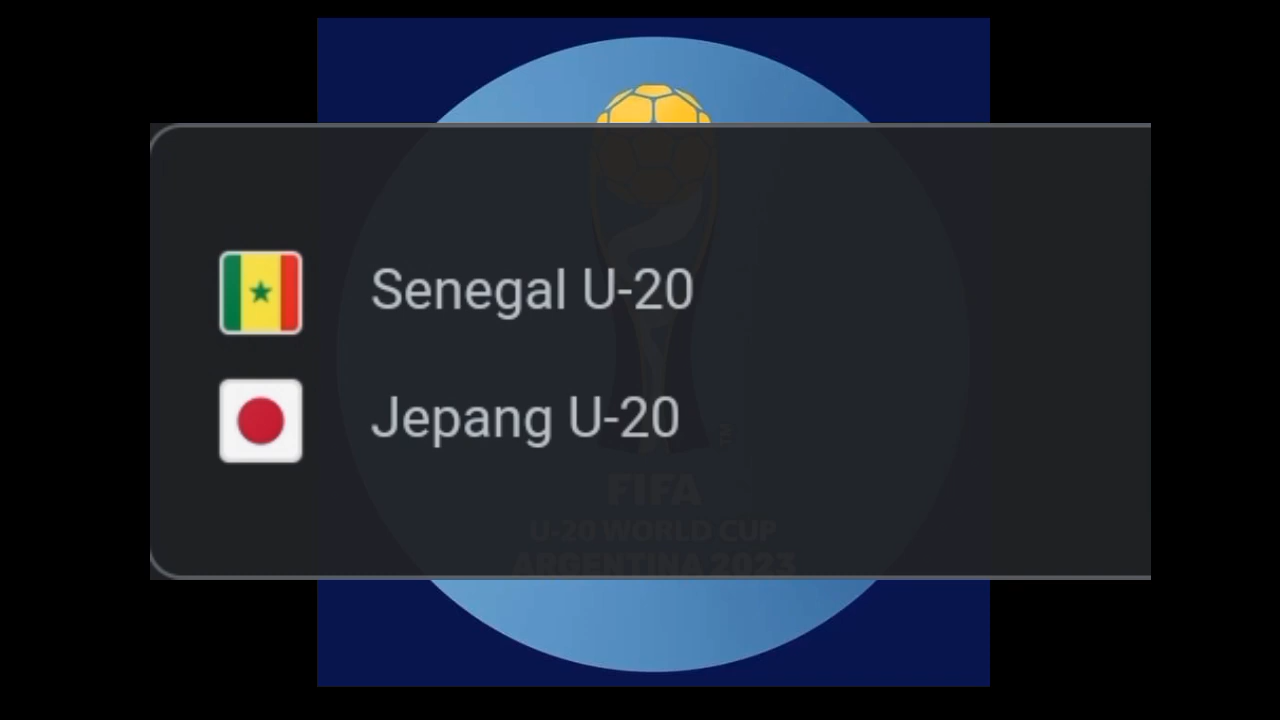 Senegal U-20
Jepang U-20
FIFA
U-20 WORLD CUP
ARGENTINA 2023